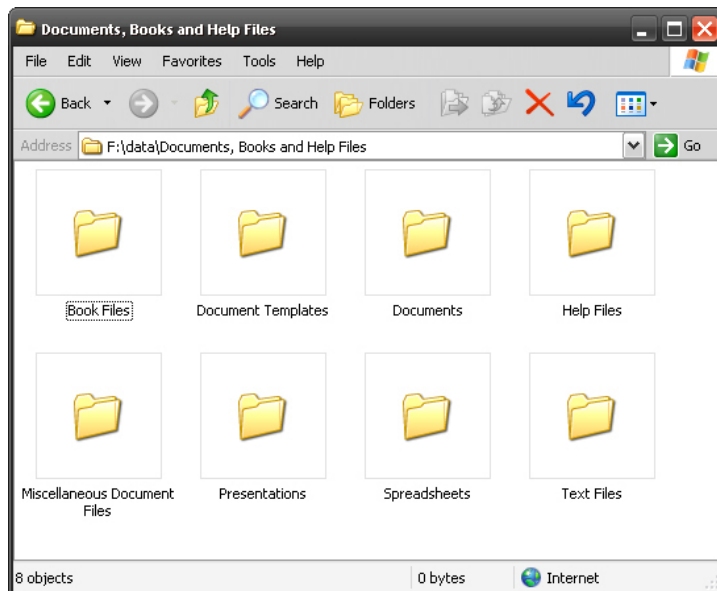 Documents, Books and Help Files
File Edit View Favorites Tools Help
Back Search Folders
Address F:\data\Documents, Books and Help Files Go
Book Files Document Templates Documents Help Files
Miscellaneous Document Presentations Spreadsheets Text Files
Files
8 objects 0 bytes Internet